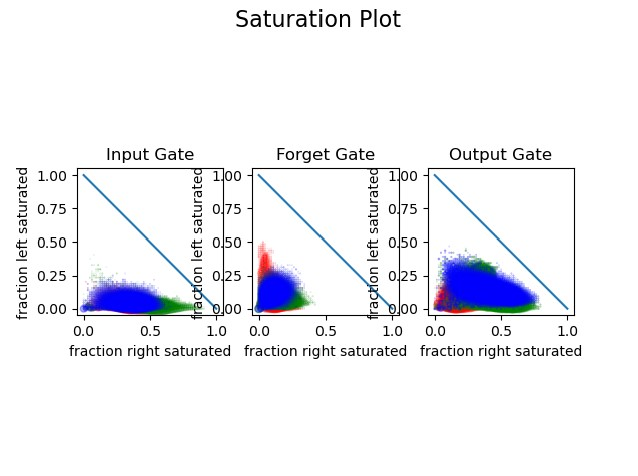 Saturation Plot
Input Gate
Forget Gate
Output Gate
fraction left saturated
1.00
0.75
0.50
0.25
0.00
0.0
0.5
1.0
fraction right saturated
fraction left saturated
1.00
0.75
0.50
0.25
0.00
0.0
0.5
1.0
fraction right saturated
fraction left saturated
1.00
0.75
0.50
0.25
0.00
0.0
0.5
1.0
fraction right saturated